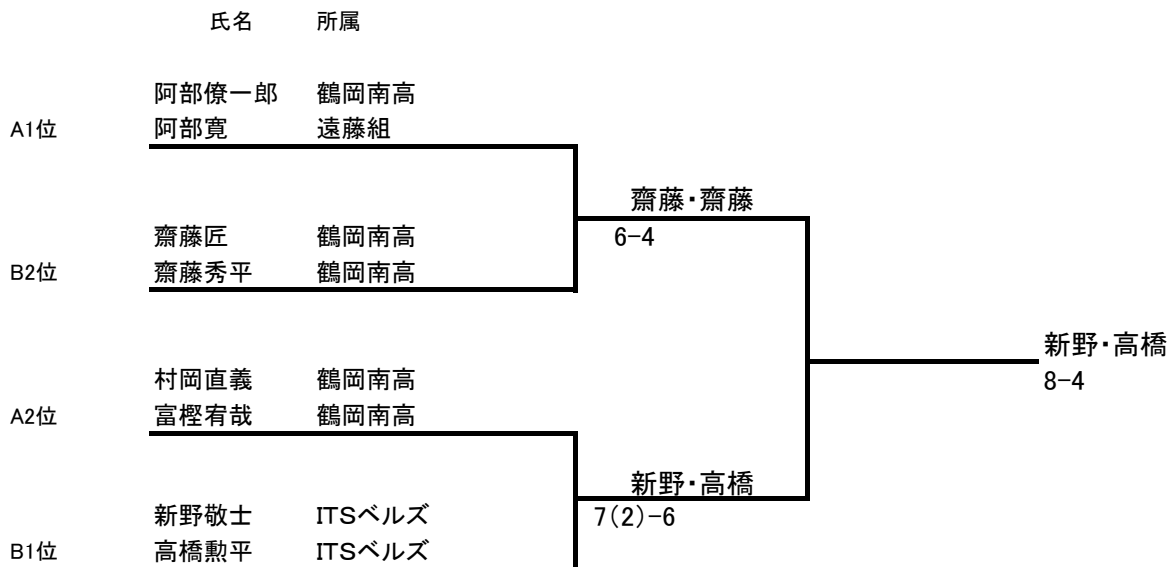 氏名 所属
阿部僚一郎 鶴岡南高
A1位 阿部寛 遠藤組
齋藤・齋藤
6-4
齋藤匠 鶴岡南高
B2位 齋藤秀平 鶴岡南高
新野・高橋
8-4
村岡直義 鶴岡南高
A2位 富樫宥哉 鶴岡南高
新野・高橋
7(2)-6
新野敬士 ITSベルズ
B1位 高橋勲平 ITSベルズ